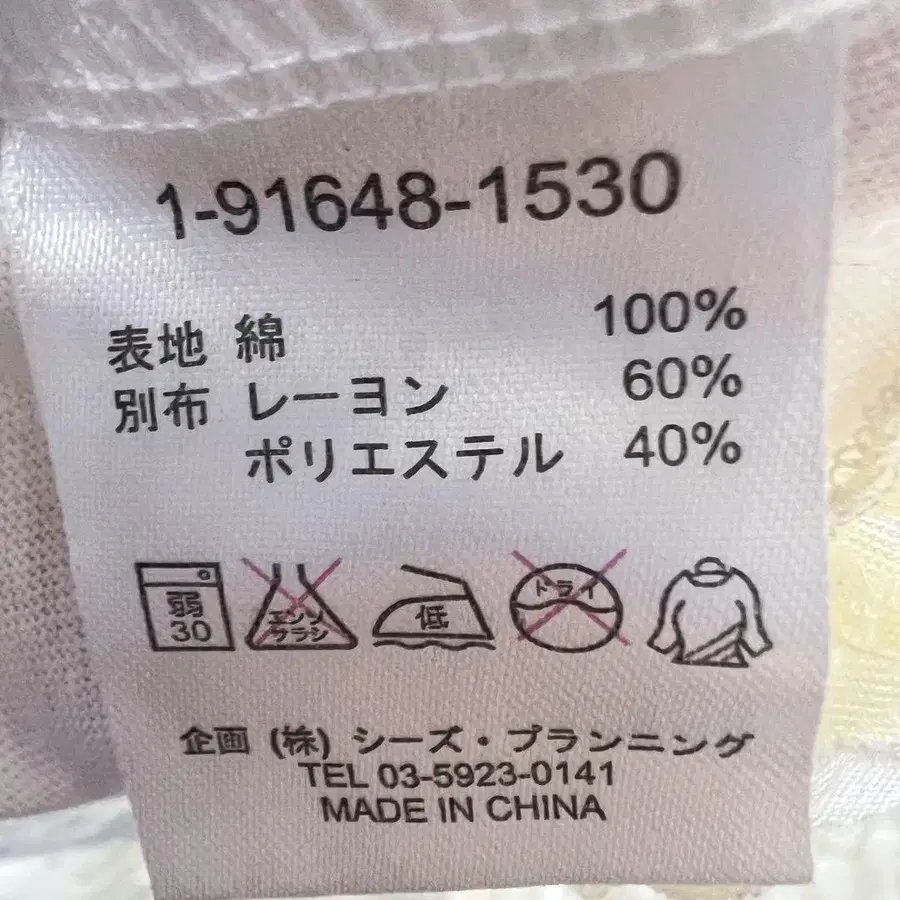 1-91648-1530
表地 綿 100%
別布 レーヨン 60%
ポリエステル 40%
弱
30
エンソ
フラシ
低
ドライ
企画 (株) シーズ・プランニング
TEL 03-5923-0141
MADE IN CHINA